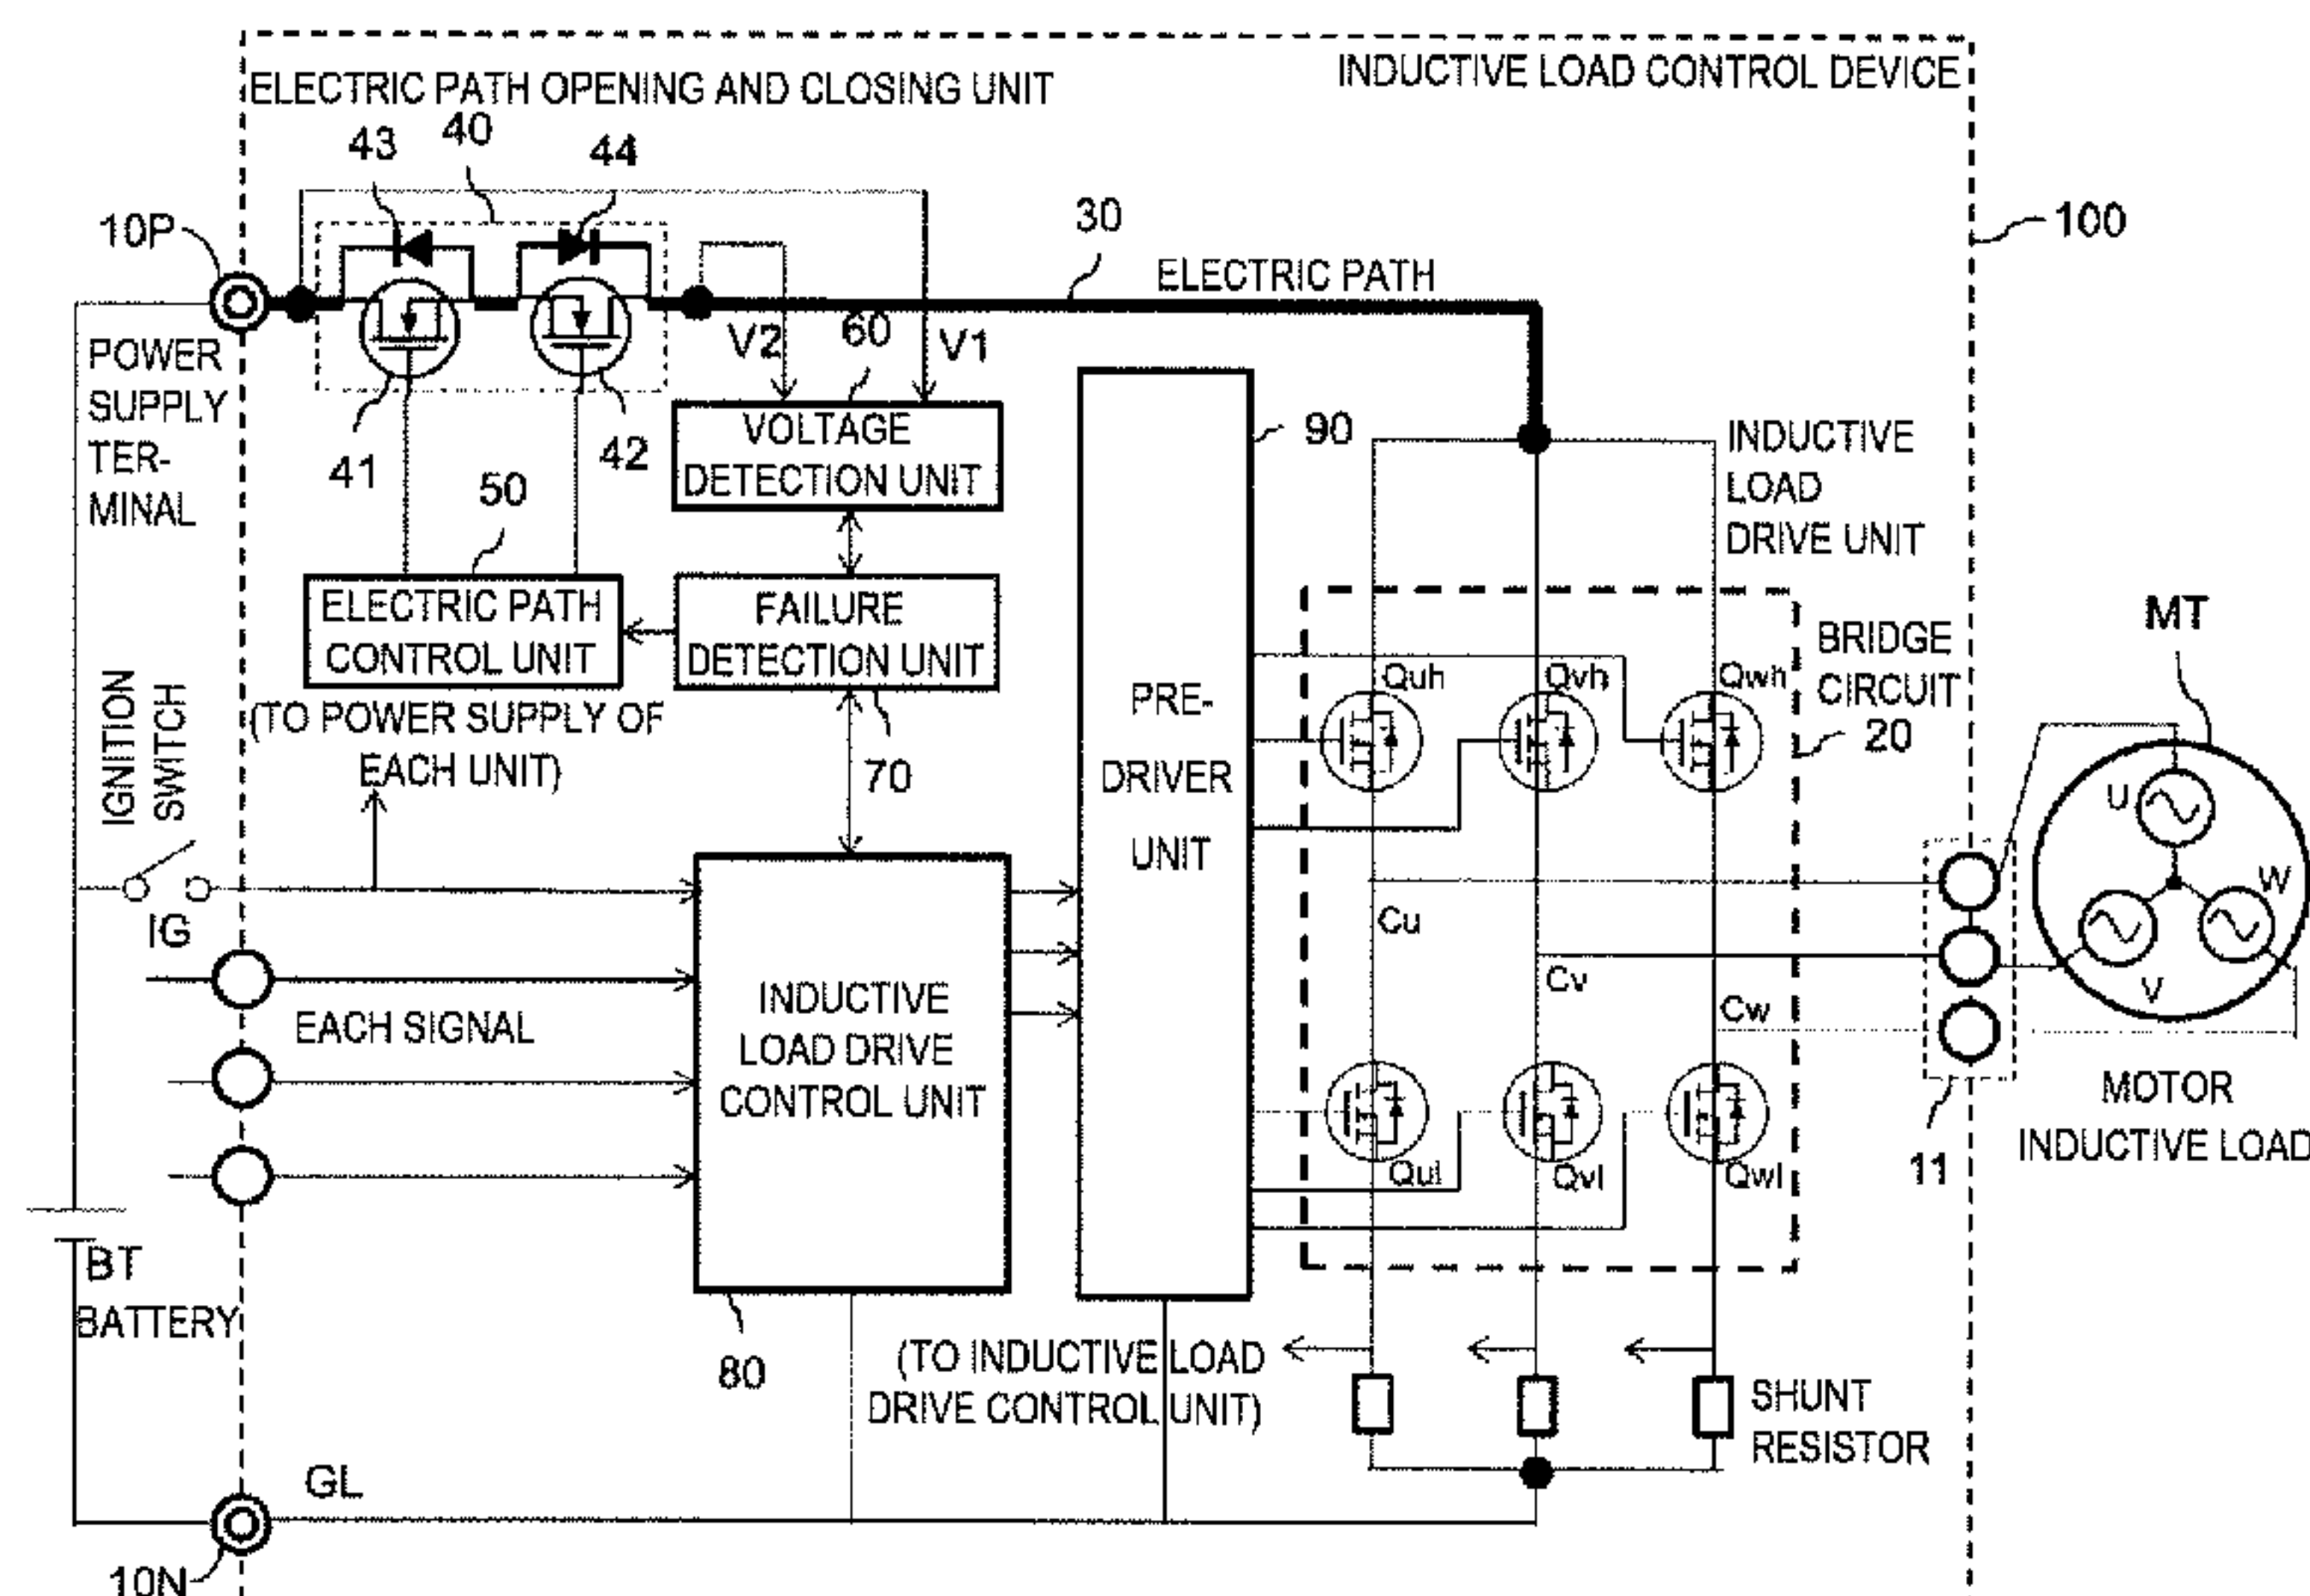 ELECTRIC PATH OPENING AND CLOSING UNIT
INDUCTIVE LOAD CONTROL DEVICE
43
40
44
10P
30
100
ELECTRIC PATH
POWER
SUPPLY
TER-
MINAL
V2
60
V1
41
42
VOLTAGE
DETECTION UNIT
90
INDUCTIVE
LOAD
DRIVE UNIT
50
ELECTRIC PATH
CONTROL UNIT
FAILURE
DETECTION UNIT
BRIDGE
CIRCUIT
20
MT
IGNITION
SWITCH
(TO POWER SUPPLY OF
EACH UNIT)
70
PRE-
DRIVER
UNIT
Quh
Qvh
Qwh
U
W
V
IG
Cu
Cv
Cw
EACH SIGNAL
INDUCTIVE
LOAD DRIVE
CONTROL UNIT
MOTOR
INDUCTIVE LOAD
11
Qul
Qvl
Qwl
BT
BATTERY
80
(TO INDUCTIVE LOAD
DRIVE CONTROL UNIT)
SHUNT
RESISTOR
GL
10N